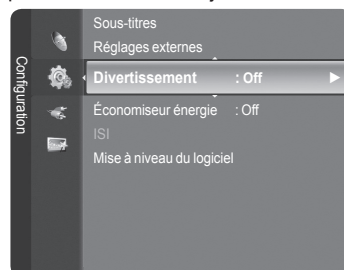 Configuration
Sous-titres
Réglages externes
Divertissement : Off
Économiseur énergie : Off
ISI
Mise à niveau du logiciel